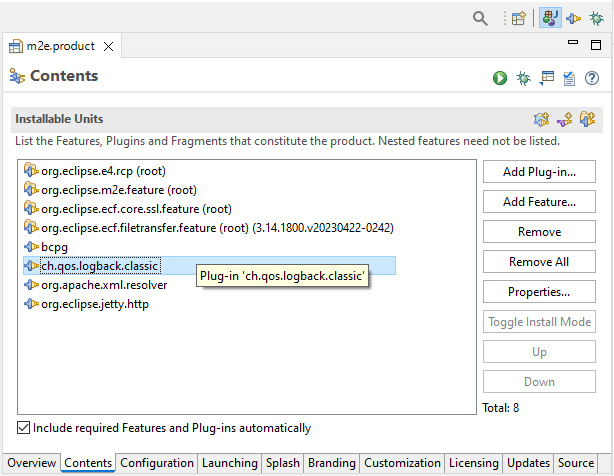 m2e.product
Contents
Installable Units
List the Features, Plugins and Fragments that constitute the product. Nested features need not be listed.
org.eclipse.e4.rcp (root)
org.eclipse.m2e.feature (root)
org.eclipse.ecf.core.ssl.feature (root)
org.eclipse.ecf.filetransfer.feature (root) (3.14.1800.v20230422-0242)
bcpg
ch.qos.logback.classic
Plug-in 'ch.qos.logback.classic'
org.apache.xml.resolver
org.eclipse.jetty.http
Add Plug-in...
Add Feature...
Remove
Remove All
Properties...
Toggle Install Mode
Up
Down
Total: 8
Include required Features and Plug-ins automatically
Overview Contents Configuration Launching Splash Branding Customization Licensing Updates Source